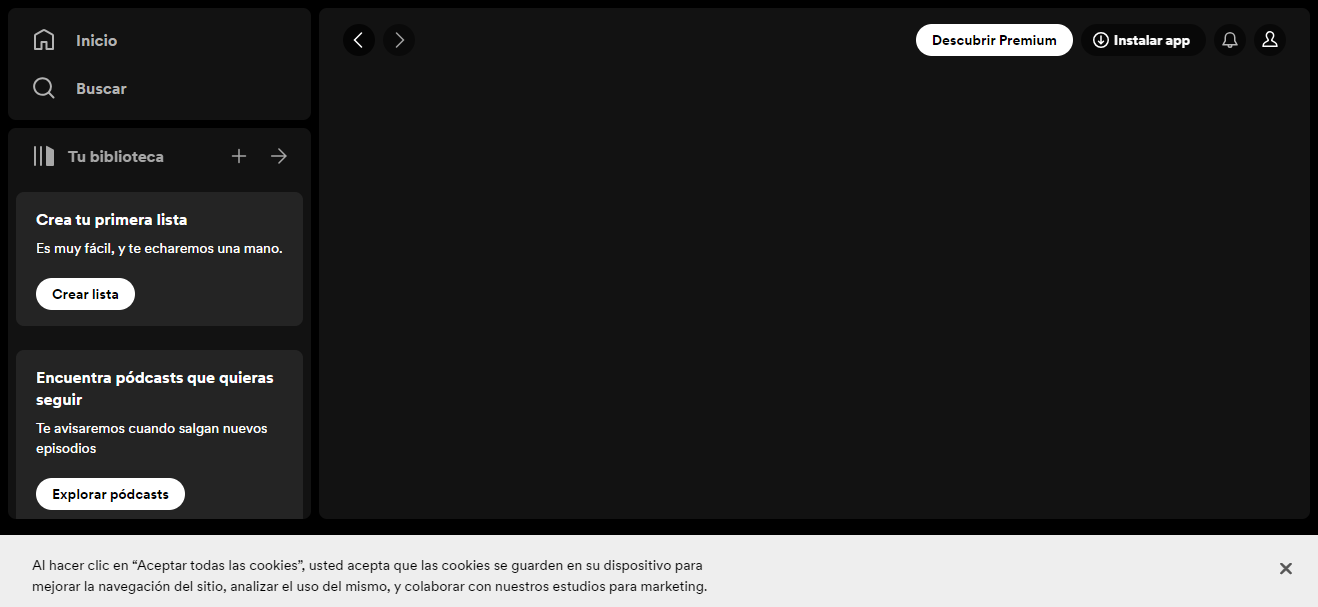 Inicio
Buscar
Tu biblioteca
Crea tu primera lista
Es muy fácil, y te echaremos una mano.
Crear lista
Encuentra pódcasts que quieras
seguir
Te avisaremos cuando salgan nuevos
episodios
Explorar pódcasts
Descubrir Premium
Instalar app
Al hacer clic en “Aceptar todas las cookies”, usted acepta que las cookies se guarden en su dispositivo para
mejorar la navegación del sitio, analizar el uso del mismo, y colaborar con nuestros estudios para marketing.